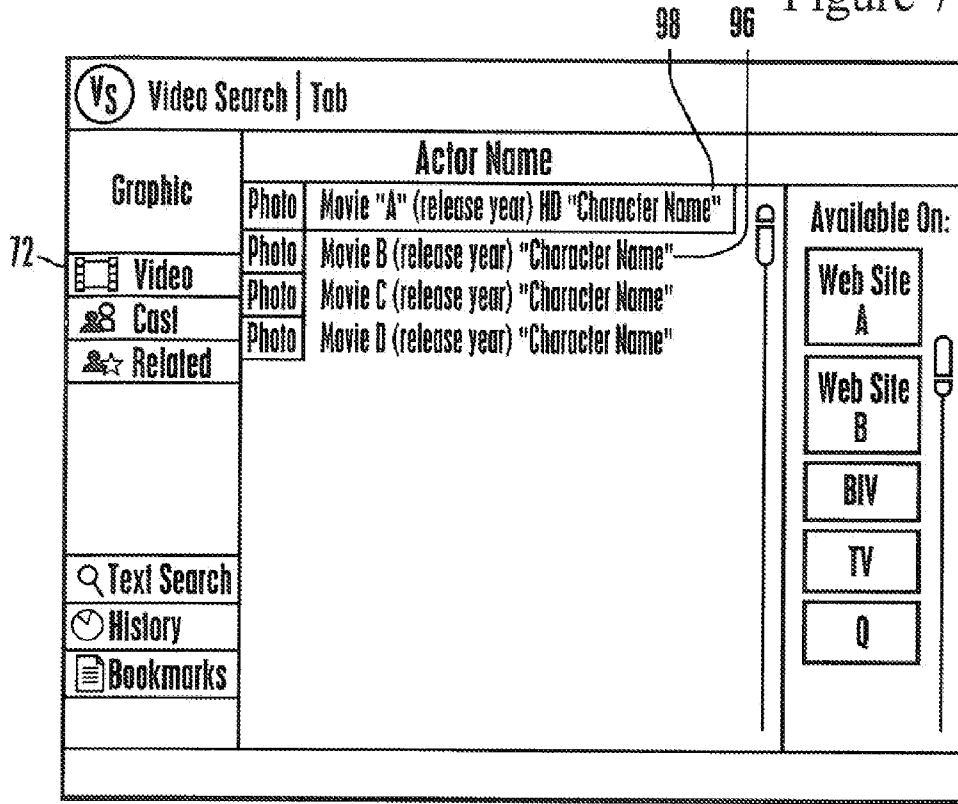 Figure 7
98 96
Vs Video Search | Tab
Graphic
72
Video
Cast
Related
Text Search
History
Bookmarks
Actor Name
Photo Movie "A" (release year) HD "Character Name"
Photo Movie B (release year) "Character Name"
Photo Movie C (release year) "Character Name"
Photo Movie D (release year) "Character Name"
Available On:
Web Site
A
Web Site
B
BIV
TV
Q